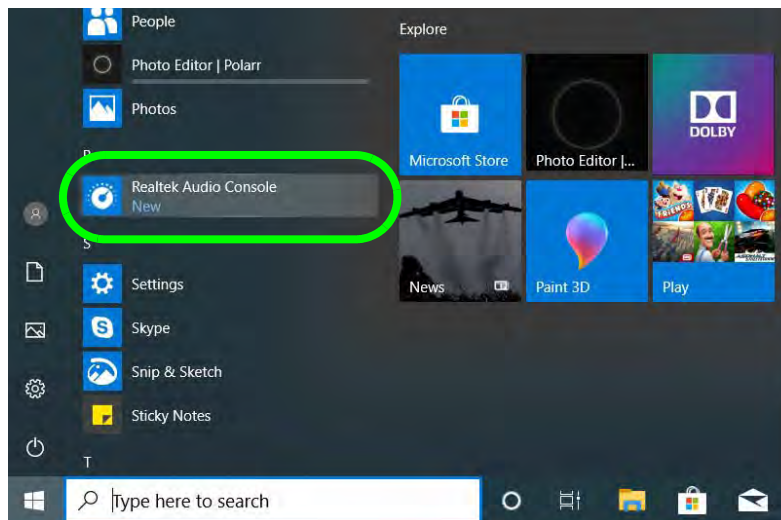 People
Photo Editor | Polarr
Photos
Realtek Audio Console
New
S
Settings
Skype
Snip & Sketch
Sticky Notes
T
Type here to search
Explore
Microsoft Store
Photo Editor |...
DOLBY
News
Paint 3D
Play
FRIENDS